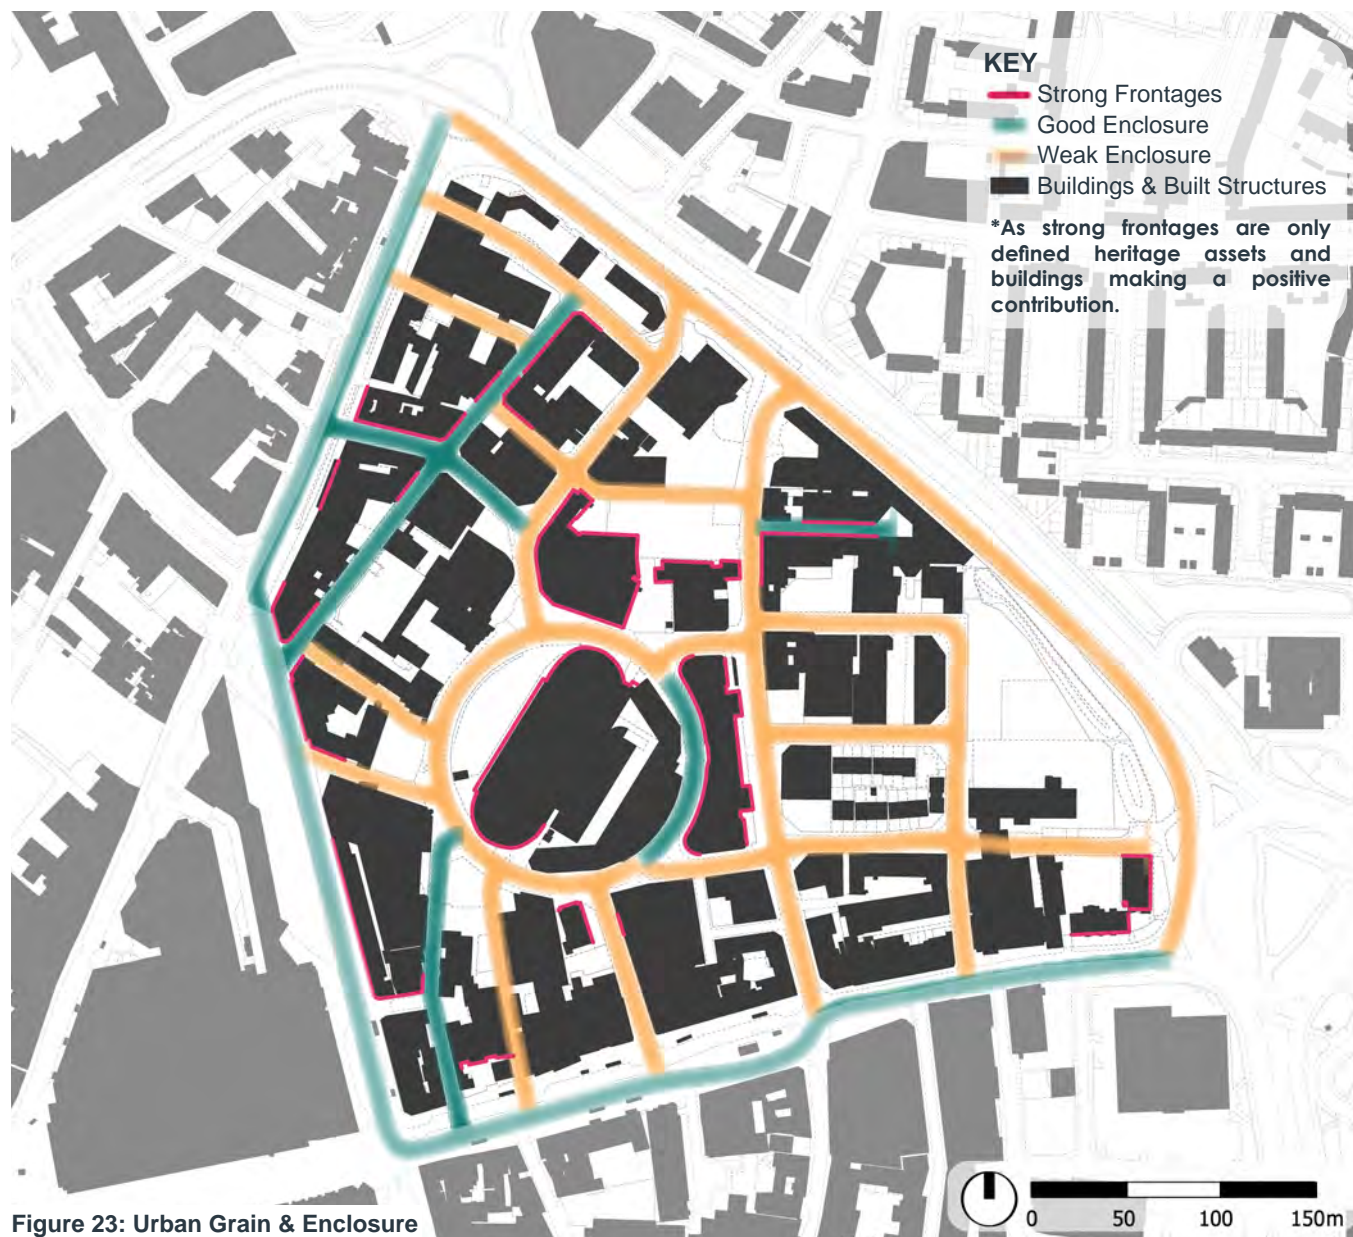 KEY
Strong Frontages
Good Enclosure
Weak Enclosure
Buildings & Built Structures
*As strong frontages are only
defined heritage assets and
buildings making a positive
contribution.
0 50 100 150m
Figure 23: Urban Grain & Enclosure